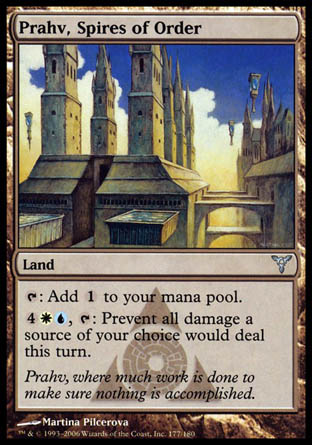 Prahv, Spires of Order
Land
: Add 1 to your mana pool.
4, : Prevent all damage a
source of your choice would deal
this turn.
Prahv, where much work is done to
make sure nothing is accomplished.
Martina Pilcerova
™ & © 1993–2006 Wizards of the Coast, Inc. 177/180